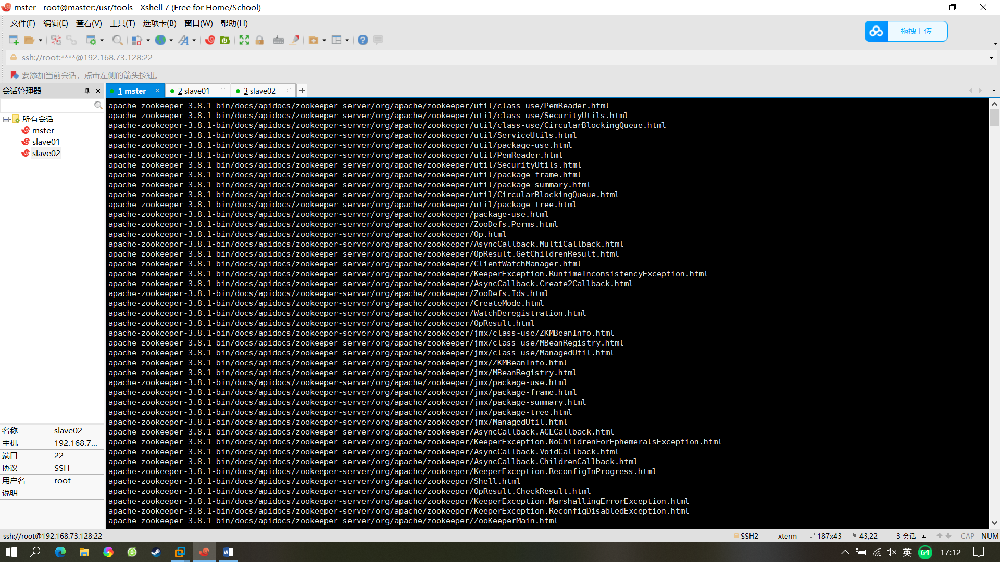 mster - root@master:/usr/tools - Xshell 7 (Free for Home/School)
文件(F) 编辑(E) 查看(V) 工具(T) 选项卡(B) 窗口(W) 帮助(H)
拖拽上传
ssh://root:****@192.168.73.128:22
要添加当前会话，点击左侧的箭头按钮。
会话管理器
1 mster
2 slave01
3 slave02
所有会话
mster
slave01
slave02
apache-zookeeper-3.8.1-bin/docs/apidocs/zookeeper-server/org/apache/zookeeper/util/class-use/PemReader.html
apache-zookeeper-3.8.1-bin/docs/apidocs/zookeeper-server/org/apache/zookeeper/util/class-use/SecurityUtils.html
apache-zookeeper-3.8.1-bin/docs/apidocs/zookeeper-server/org/apache/zookeeper/util/class-use/CircularBlockingQueue.html
apache-zookeeper-3.8.1-bin/docs/apidocs/zookeeper-server/org/apache/zookeeper/util/ServiceUtils.html
apache-zookeeper-3.8.1-bin/docs/apidocs/zookeeper-server/org/apache/zookeeper/util/package-use.html
apache-zookeeper-3.8.1-bin/docs/apidocs/zookeeper-server/org/apache/zookeeper/util/PemReader.html
apache-zookeeper-3.8.1-bin/docs/apidocs/zookeeper-server/org/apache/zookeeper/util/SecurityUtils.html
apache-zookeeper-3.8.1-bin/docs/apidocs/zookeeper-server/org/apache/zookeeper/util/package-frame.html
apache-zookeeper-3.8.1-bin/docs/apidocs/zookeeper-server/org/apache/zookeeper/util/package-summary.html
apache-zookeeper-3.8.1-bin/docs/apidocs/zookeeper-server/org/apache/zookeeper/util/CircularBlockingQueue.html
apache-zookeeper-3.8.1-bin/docs/apidocs/zookeeper-server/org/apache/zookeeper/util/package-tree.html
apache-zookeeper-3.8.1-bin/docs/apidocs/zookeeper-server/org/apache/zookeeper/package-use.html
apache-zookeeper-3.8.1-bin/docs/apidocs/zookeeper-server/org/apache/zookeeper/ZooDefs.Perms.html
apache-zookeeper-3.8.1-bin/docs/apidocs/zookeeper-server/org/apache/zookeeper/Op.html
apache-zookeeper-3.8.1-bin/docs/apidocs/zookeeper-server/org/apache/zookeeper/AsyncCallback.MultiCallback.html
apache-zookeeper-3.8.1-bin/docs/apidocs/zookeeper-server/org/apache/zookeeper/OpResult.GetChildrenResult.html
apache-zookeeper-3.8.1-bin/docs/apidocs/zookeeper-server/org/apache/zookeeper/ClientWatchManager.html
apache-zookeeper-3.8.1-bin/docs/apidocs/zookeeper-server/org/apache/zookeeper/KeeperException.RuntimeInconsistencyException.html
apache-zookeeper-3.8.1-bin/docs/apidocs/zookeeper-server/org/apache/zookeeper/AsyncCallback.Create2Callback.html
apache-zookeeper-3.8.1-bin/docs/apidocs/zookeeper-server/org/apache/zookeeper/ZooDefs.Ids.html
apache-zookeeper-3.8.1-bin/docs/apidocs/zookeeper-server/org/apache/zookeeper/CreateMode.html
apache-zookeeper-3.8.1-bin/docs/apidocs/zookeeper-server/org/apache/zookeeper/WatchDeregistration.html
apache-zookeeper-3.8.1-bin/docs/apidocs/zookeeper-server/org/apache/zookeeper/OpResult.html
apache-zookeeper-3.8.1-bin/docs/apidocs/zookeeper-server/org/apache/zookeeper/jmx/class-use/ZKMBeanInfo.html
apache-zookeeper-3.8.1-bin/docs/apidocs/zookeeper-server/org/apache/zookeeper/jmx/class-use/MBeanRegistry.html
apache-zookeeper-3.8.1-bin/docs/apidocs/zookeeper-server/org/apache/zookeeper/jmx/class-use/ManagedUtil.html
apache-zookeeper-3.8.1-bin/docs/apidocs/zookeeper-server/org/apache/zookeeper/jmx/ZKMBeanInfo.html
apache-zookeeper-3.8.1-bin/docs/apidocs/zookeeper-server/org/apache/zookeeper/jmx/MBeanRegistry.html
apache-zookeeper-3.8.1-bin/docs/apidocs/zookeeper-server/org/apache/zookeeper/jmx/package-use.html
apache-zookeeper-3.8.1-bin/docs/apidocs/zookeeper-server/org/apache/zookeeper/jmx/package-frame.html
apache-zookeeper-3.8.1-bin/docs/apidocs/zookeeper-server/org/apache/zookeeper/jmx/package-summary.html
apache-zookeeper-3.8.1-bin/docs/apidocs/zookeeper-server/org/apache/zookeeper/jmx/package-tree.html
apache-zookeeper-3.8.1-bin/docs/apidocs/zookeeper-server/org/apache/zookeeper/jmx/ManagedUtil.html
apache-zookeeper-3.8.1-bin/docs/apidocs/zookeeper-server/org/apache/zookeeper/AsyncCallback.ACLCallback.html
apache-zookeeper-3.8.1-bin/docs/apidocs/zookeeper-server/org/apache/zookeeper/KeeperException.NoChildrenForEphemeralsException.html
apache-zookeeper-3.8.1-bin/docs/apidocs/zookeeper-server/org/apache/zookeeper/AsyncCallback.VoidCallback.html
apache-zookeeper-3.8.1-bin/docs/apidocs/zookeeper-server/org/apache/zookeeper/AsyncCallback.ChildrenCallback.html
apache-zookeeper-3.8.1-bin/docs/apidocs/zookeeper-server/org/apache/zookeeper/KeeperException.ReconfigInProgress.html
apache-zookeeper-3.8.1-bin/docs/apidocs/zookeeper-server/org/apache/zookeeper/Shell.html
apache-zookeeper-3.8.1-bin/docs/apidocs/zookeeper-server/org/apache/zookeeper/OpResult.CheckResult.html
apache-zookeeper-3.8.1-bin/docs/apidocs/zookeeper-server/org/apache/zookeeper/KeeperException.MarshallingErrorException.html
apache-zookeeper-3.8.1-bin/docs/apidocs/zookeeper-server/org/apache/zookeeper/KeeperException.ReconfigDisabledException.html
apache-zookeeper-3.8.1-bin/docs/apidocs/zookeeper-server/org/apache/zookeeper/ZooKeeperMain.html
名称 slave02
主机 192.168.7...
端口 22
协议 SSH
用户名 root
说明
ssh://root@192.168.73.128:22
SSH2 xterm 187x43 43,22 3 会话 CAP NUM
英 64 17:12